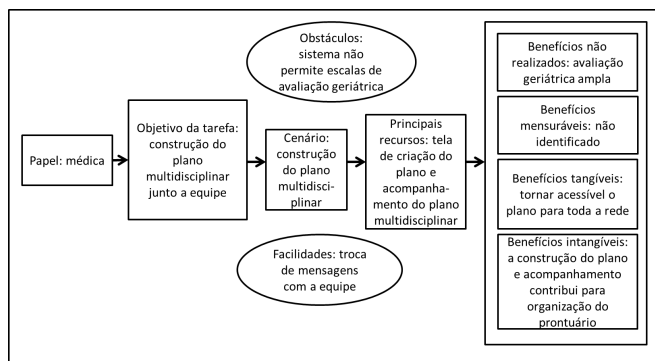 Papel: médica
Objetivo da tarefa:
construção do
plano
multidisciplinar
junto a equipe
Obstáculos:
sistema não
permite escalas de
avaliação geriátrica
Cenário:
construção
do plano
multidisci-
plinar
Facilidades: troca
de mensagens
com a equipe
Principais
recursos: tela
de criação do
plano e
acompanha-
mento do plano
multidisciplinar
Benefícios não
realizados: avaliação
geriátrica ampla
Benefícios
mensuráveis: não
identificado
Benefícios tangíveis:
tornar acessível o
plano para toda a rede
Benefícios intangíveis:
a construção do plano
e acompanhamento
contribui para
organização do
prontuário